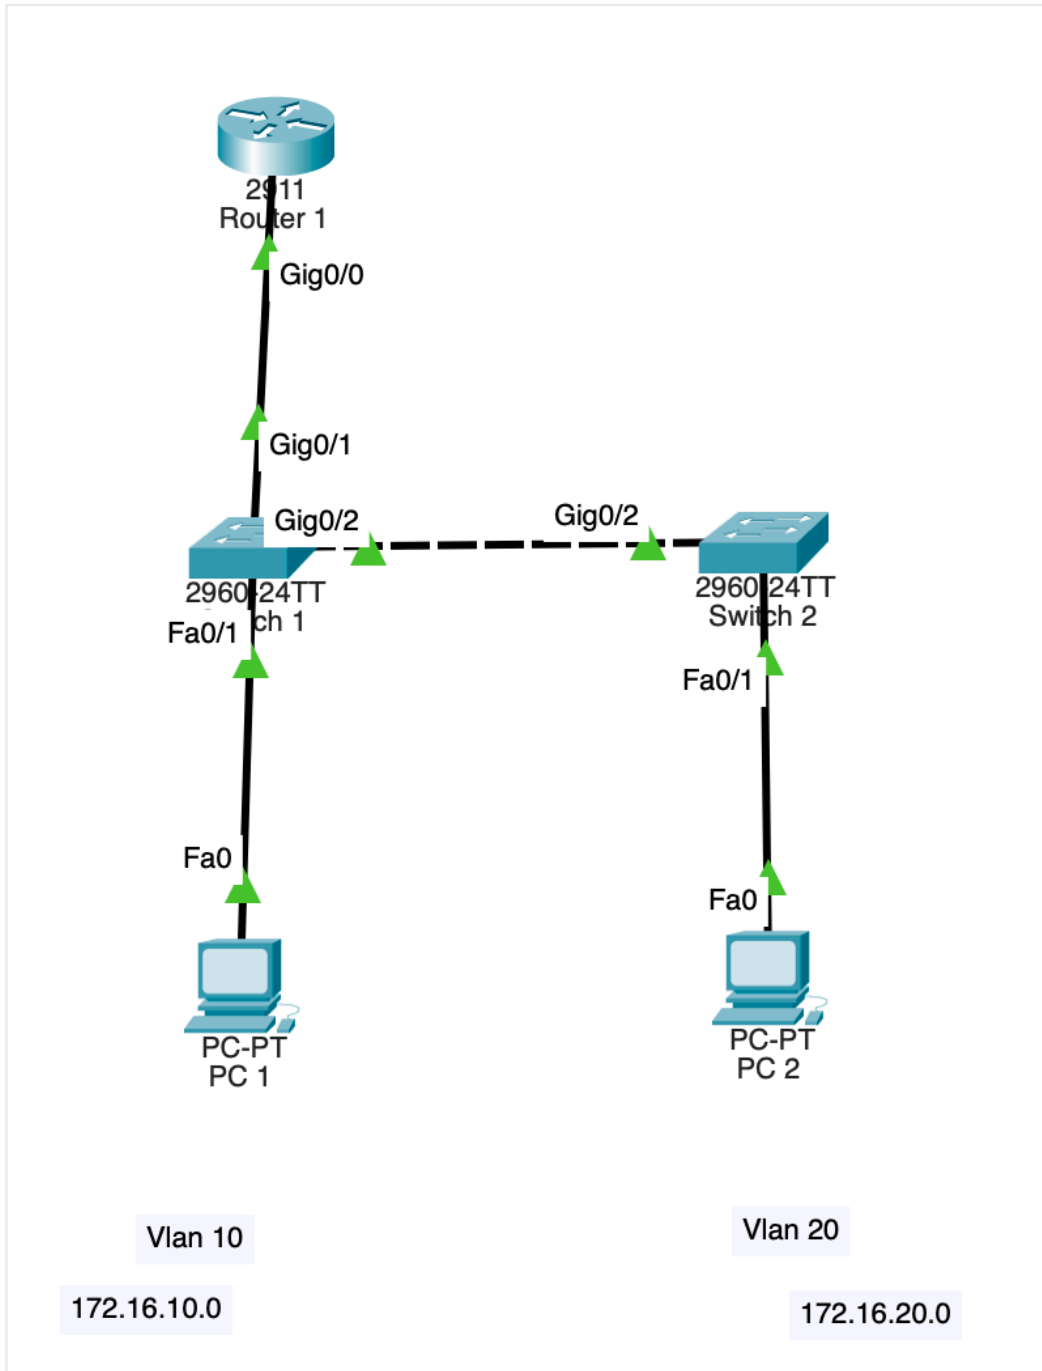 2911
Router 1
Gig0/0
Gig0/1
Gig0/2
Gig0/2
2960-24TT
ch 1
2960-24TT
Switch 2
Fa0/1
Fa0/1
Fa0
Fa0
PC-PT
PC 1
PC-PT
PC 2
Vlan 10
Vlan 20
172.16.10.0
172.16.20.0